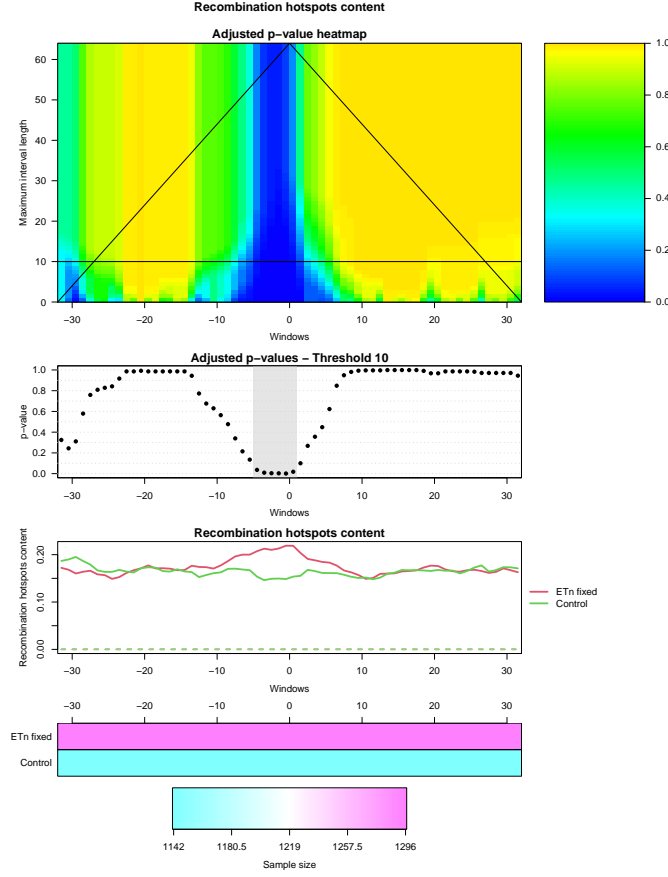 Recombination hotspots content
Adjusted p−value heatmap
Maximum interval length
0 10 20 30 40 50 60
−30 −20 −10 0 10 20 30
Windows
0.0 0.2 0.4 0.6 0.8 1.0
Adjusted p−values − Threshold 10
p−value
0.0 0.2 0.4 0.6 0.8 1.0
−30 −20 −10 0 10 20 30
Windows
Recombination hotspots content
Recombination hotspots content
0.00 0.10 0.20
−30 −20 −10 0 10 20 30
Windows
ETn fixed
Control
−30 −20 −10 0 10 20 30
ETn fixed
Control
1142 1180.5 1219 1257.5 1296
Sample size